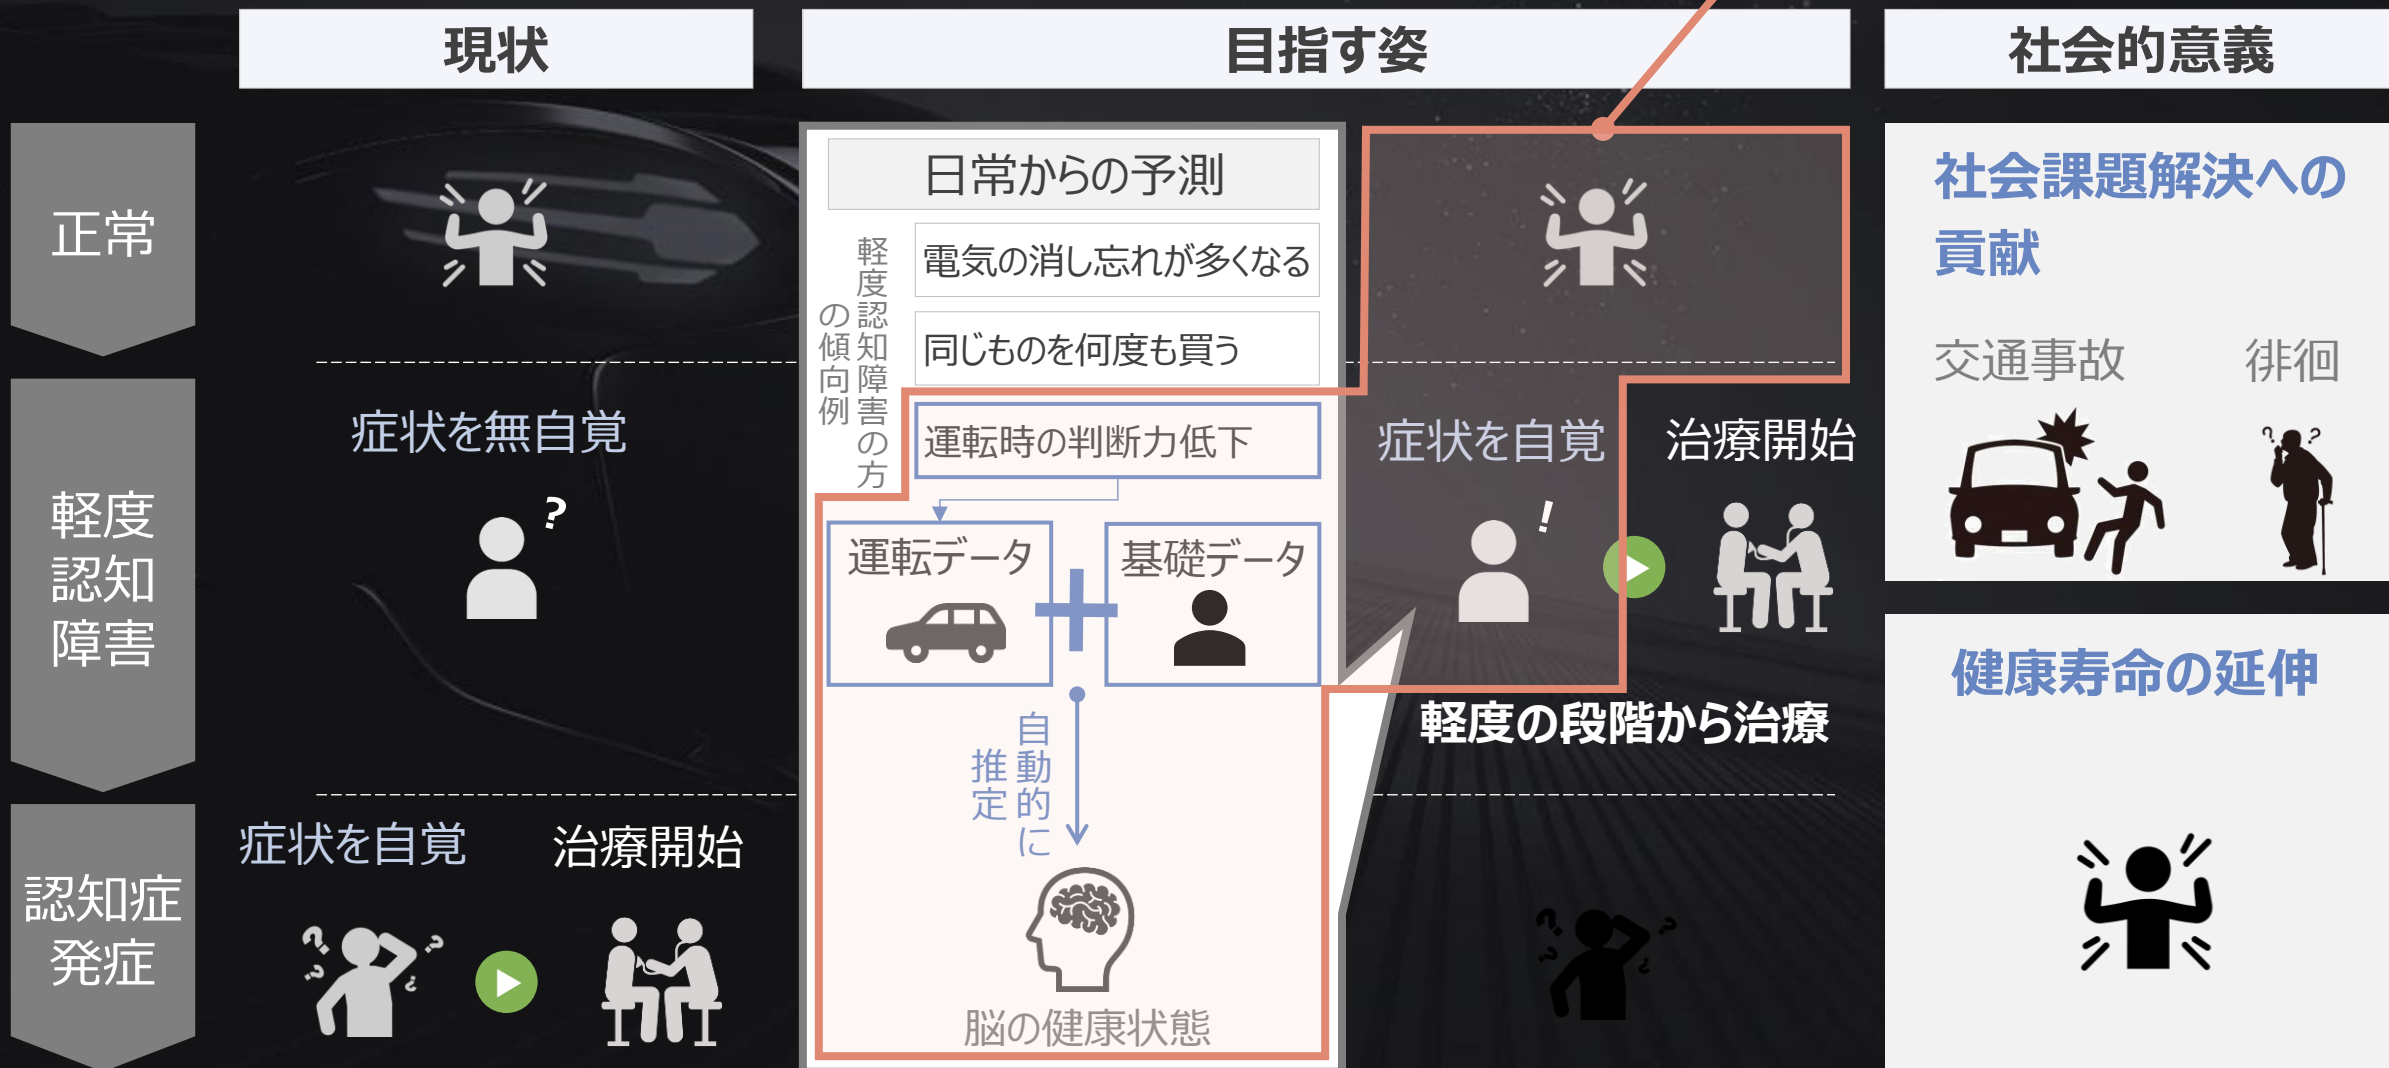 現状
目指す姿
社会的意義
正常
軽度
認知
障害
認知症
発症
症状を無自覚
?
症状を自覚
治療開始
日常からの予測
軽度認知障害の方
の傾向例
電気の消し忘れが多くなる
同じものを何度も買う
運転時の判断力低下
運転データ
基礎データ
自動的に
推定
脳の健康状態
症状を自覚
!
治療開始
軽度の段階から治療
社会課題解決への
貢献
交通事故
徘徊
健康寿命の延伸